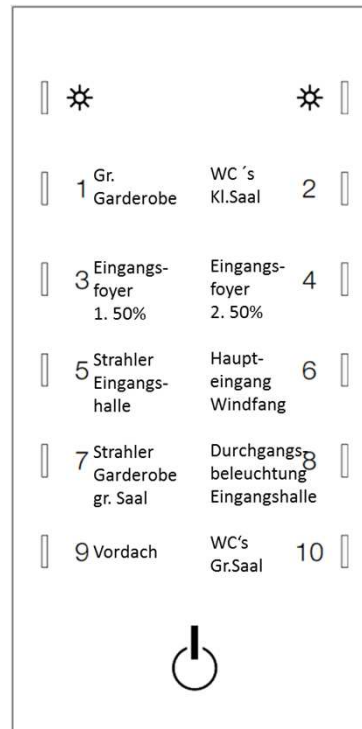 1 Gr.
Garderobe
WC ´s 2
Kl.Saal
3 Eingangs-
foyer
1. 50%
Eingangs- 4
foyer
2. 50%
5 Strahler
Eingangs-
halle
Haupt- 6
eingang
Windfang
7 Strahler
Garderobe
gr. Saal
Durchgangs- 8
beleuchtung
Eingangshalle
9 Vordach
WC‘s 10
Gr.Saal